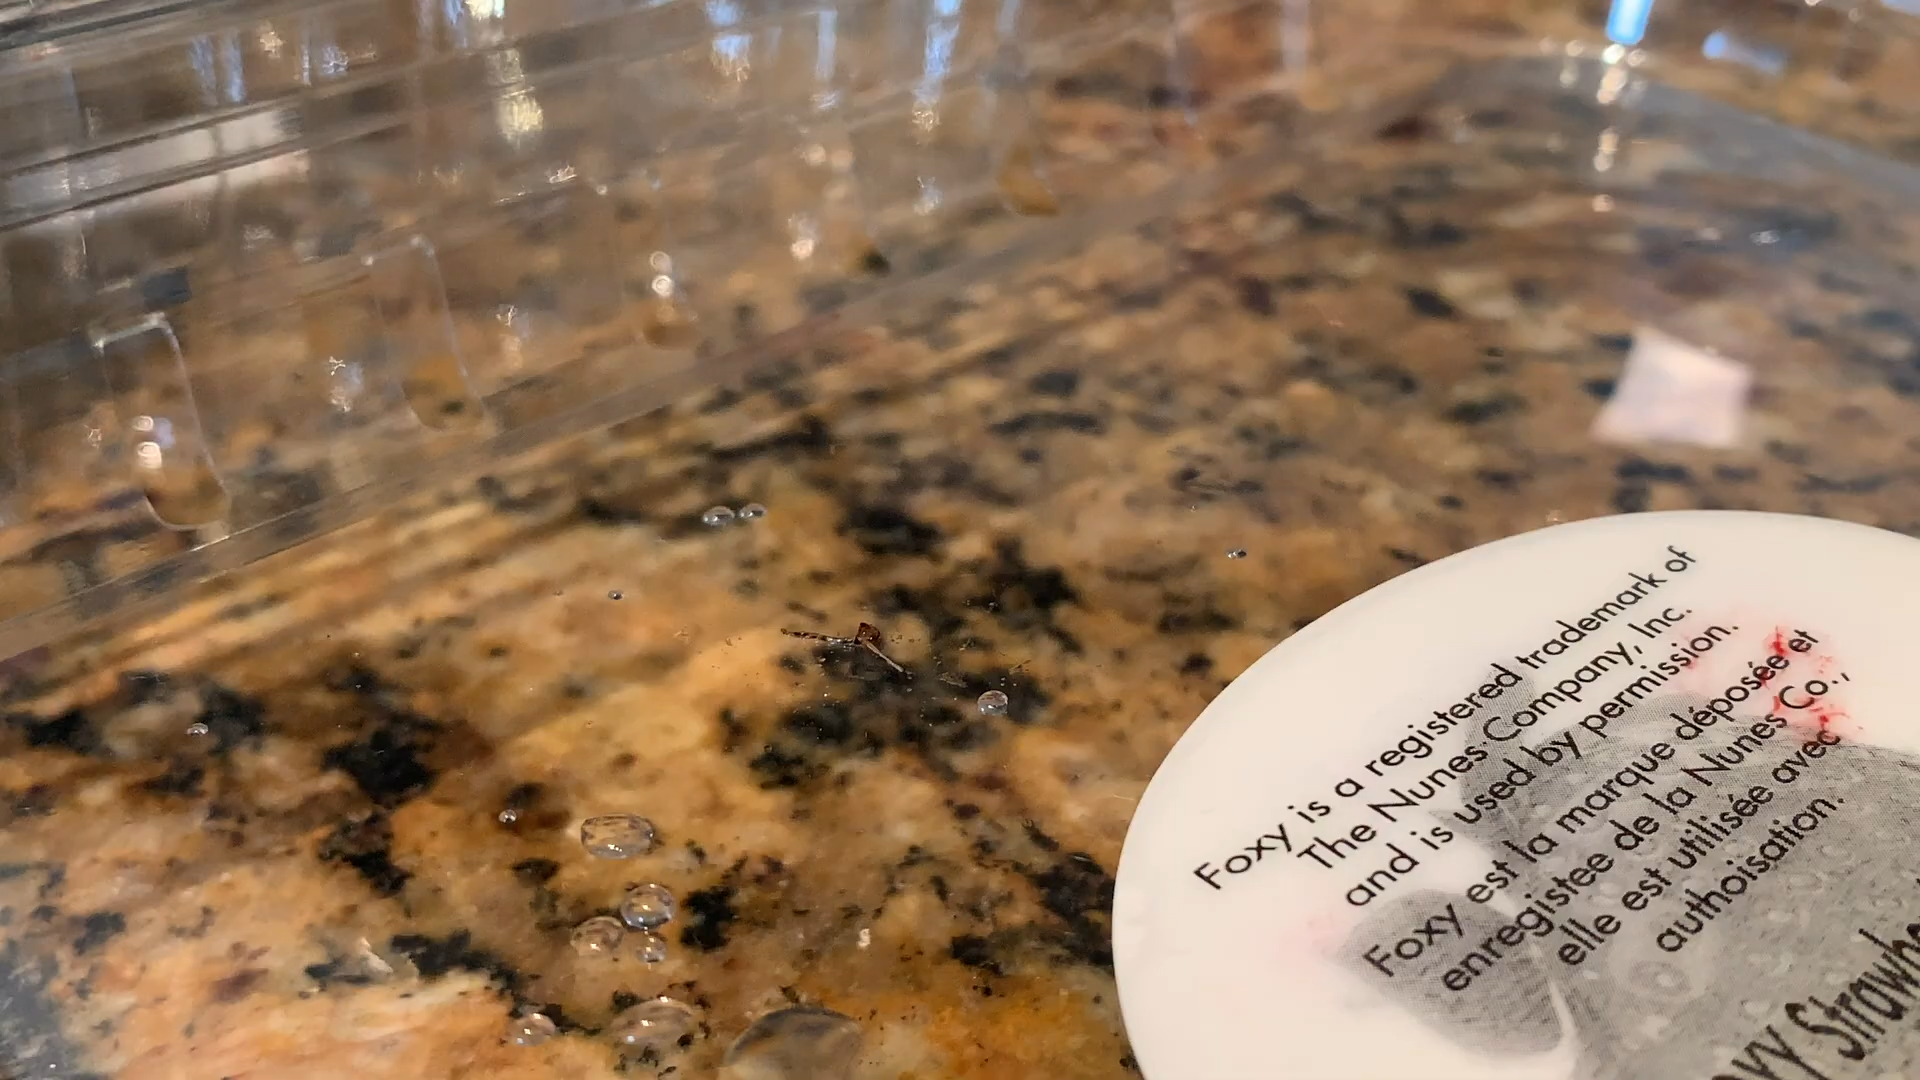 Foxy is a registered trademark of
The Nunes Company, Inc.
and is used by permission.
Foxy est la marque déposée et
enregistee de la Nunes Co.,
elle est utilisée avec
authoisation.